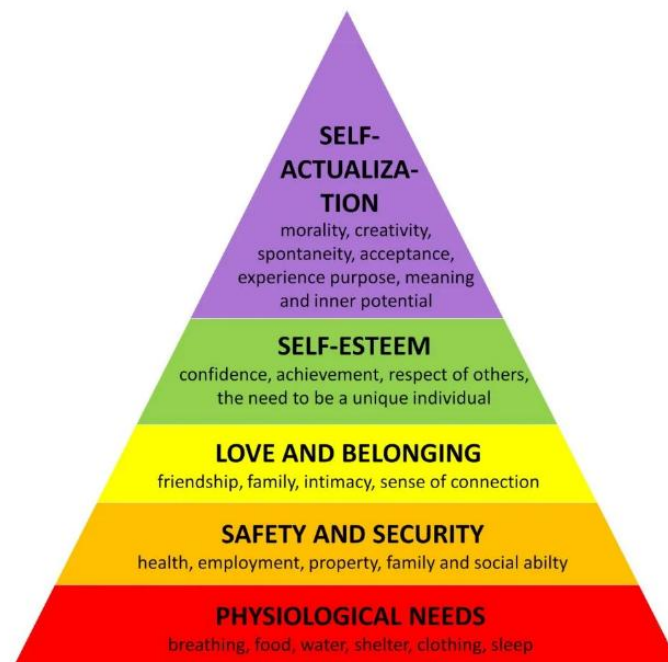 SELF-
ACTUALIZA-
TION
morality, creativity,
spontaneity, acceptance,
experience purpose, meaning
and inner potential
SELF-ESTEEM
confidence, achievement, respect of others,
the need to be a unique individual
LOVE AND BELONGING
friendship, family, intimacy, sense of connection
SAFETY AND SECURITY
health, employment, property, family and social abilty
PHYSIOLOGICAL NEEDS
breathing, food, water, shelter, clothing, sleep